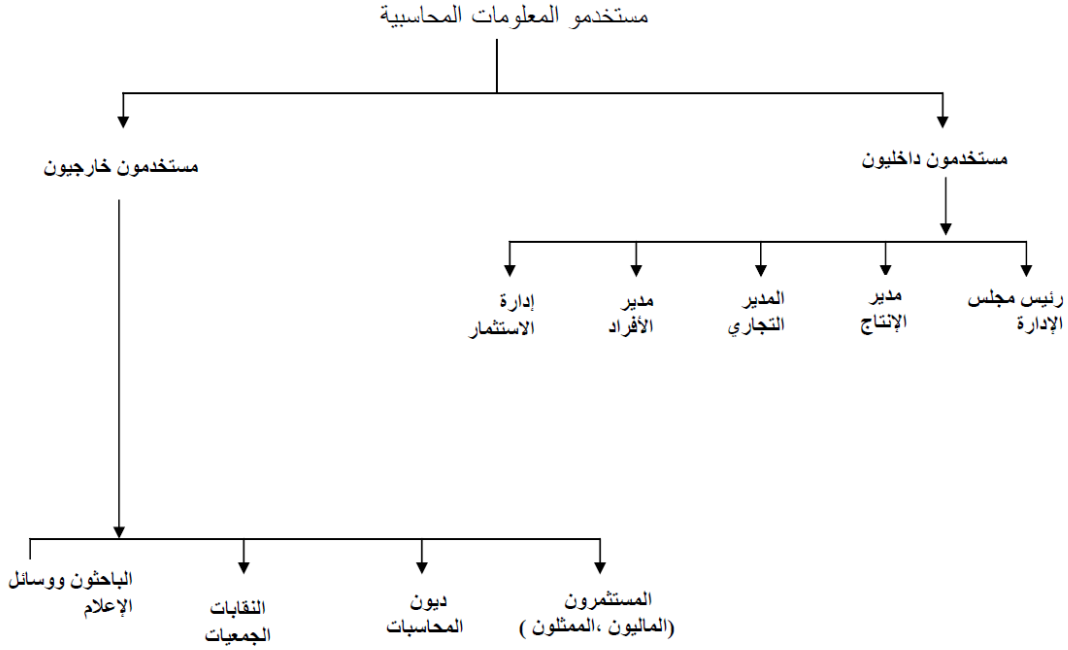 مستخدمو المعلومات المحاسبية
مستخدمون داخليون
مستخدمون خارجيون
رئيس مجلس
الإدارة
مدير
الإنتاج
المدير
التجاري
مدير
الأفراد
إدارة
الاستثمار
المستثمرون
(الماليون ،الممثلون )
ديون
المحاسبات
النقابات
الجمعيات
الباحثون ووسائل
الإعلام